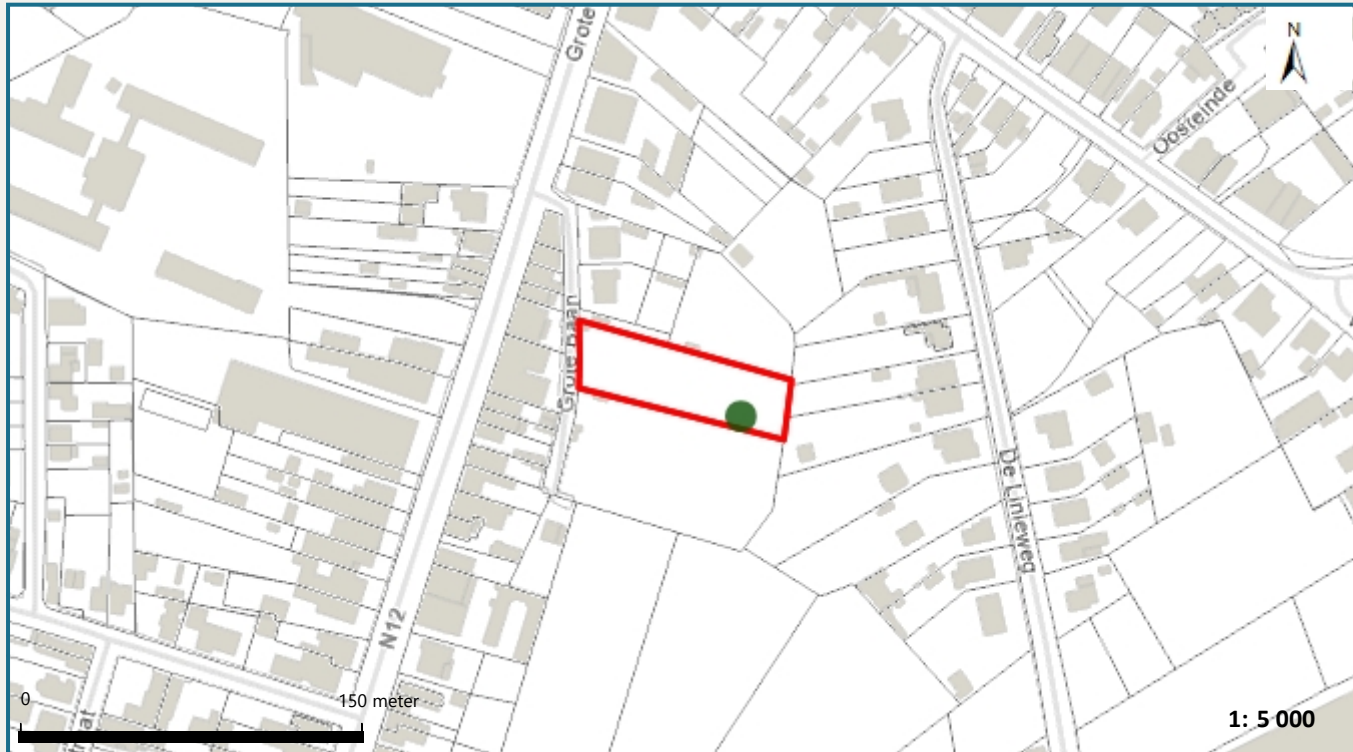 Grote
N
Oosteinde
Grote Baan
De Linieweg
N12
0
150 meter
1: 5 000